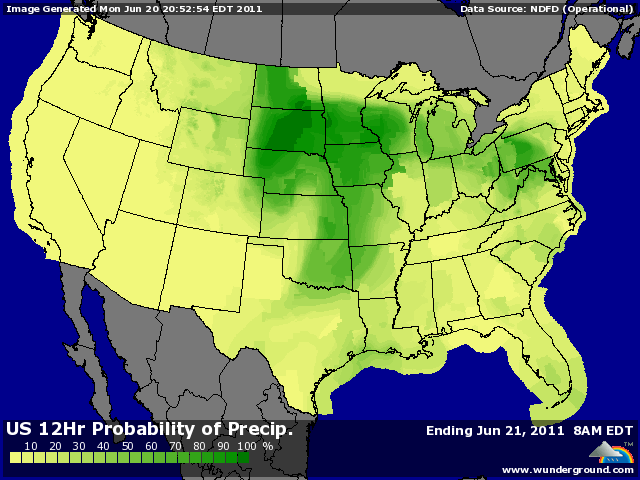 Image Generated Mon Jun 20 20:52:54 EDT 2011 Data Source: NDFD (Operational)
US 12Hr Probability of Precip. Ending Jun 21, 2011 8AM EDT
10 20 30 40 50 60 70 80 90 100 %
TM
www.wunderground.com